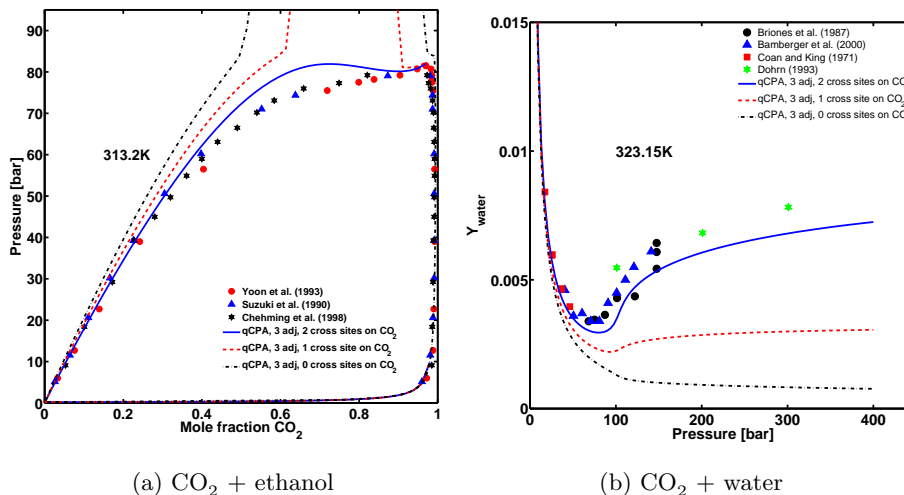 95
90
80
70
60
50
40
30
20
10
0
Pressure [bar]
313.2K
Yoon et al. (1993)
Suzuki et al. (1990)
Chehming et al. (1998)
qCPA, 3 adj, 2 cross sites on CO2
qCPA, 3 adj, 1 cross site on CO2
qCPA, 3 adj, 0 cross sites on CO2
0 0.2 0.4 0.6 0.8 1
Mole fraction CO2
(a) CO2 + ethanol
0.015
0.01
0.005
0
Ywater
Briones et al. (1987)
Bamberger et al. (2000)
Coan and King (1971)
Dohrn (1993)
qCPA, 3 adj, 2 cross sites on CO
qCPA, 3 adj, 1 cross sites on CO
qCPA, 3 adj, 0 cross sites on CO
323.15K
0 100 200 300 400
Pressure [bar]
(b) CO2 + water